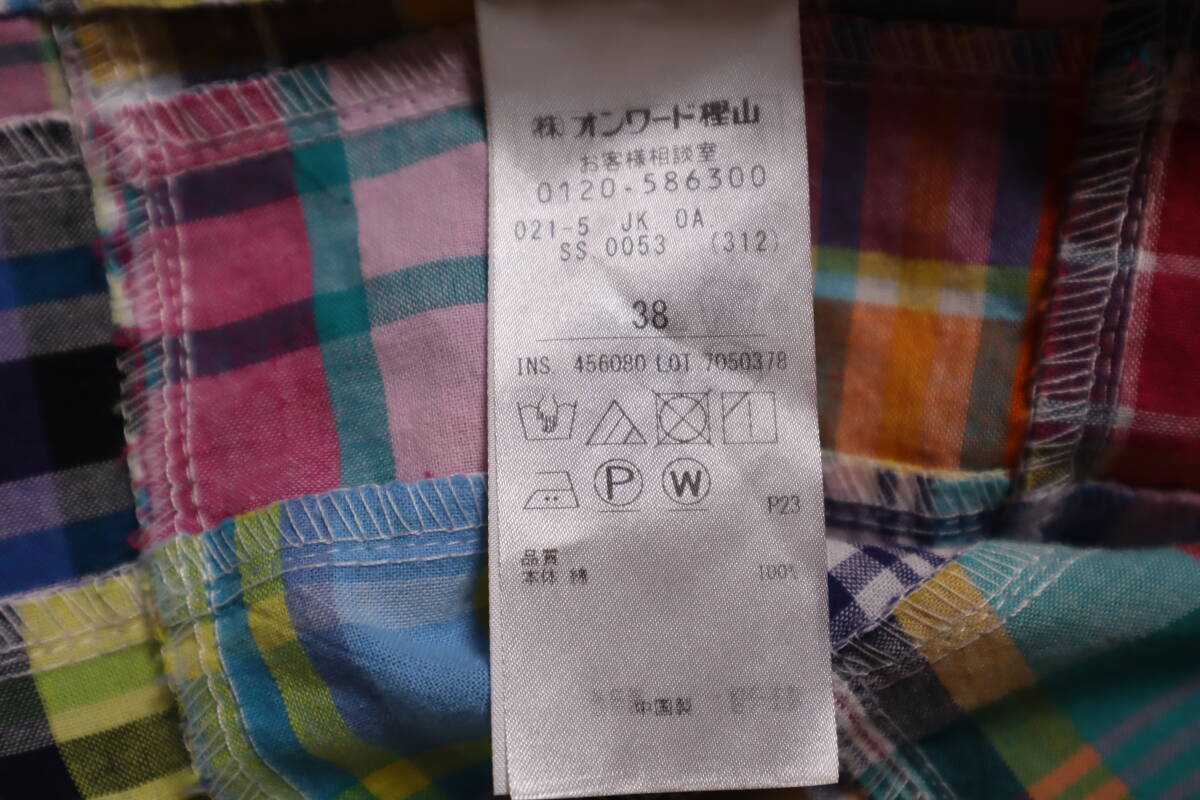 ㈱オンワード樫山
お客様相談室
0120-586300
021-5 JK 0A
SS 0053 (312)
38
INS 456080 LOT 7050378
P W
P23
品質
本体 綿 100%
中国製